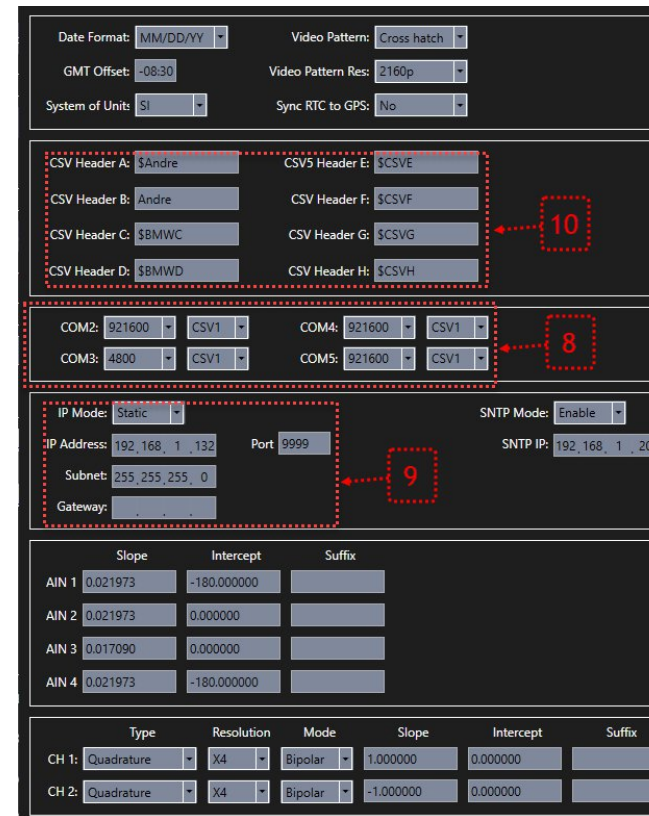 Date Format: MM/DD/YY Video Pattern: Cross hatch
GMT Offset: -08:30 Video Pattern Res: 2160p
System of Units SI Sync RTC to GPS: No
CSV Header A: $Andre CSV5 Header E: $CSVE
CSV Header B: Andre CSV Header F: $CSVF
CSV Header C: $BMWC CSV Header G: $CSVG
10
CSV Header D: $BMWD CSV Header H: $CSVH
COM2: 921600 CSV1 COM4: 921600 CSV1
8
COM3: 4800 CSV1 COM5: 921600 CSV1
IP Mode: Static SNTP Mode: Enable
IP Address: 192 . 168 . 1 . 132 Port 9999 SNTP IP: 192 . 168 . 1 . 20
Subnet: 255 . 255 . 255 . 0
9
Gateway: . . .
Slope Intercept Suffix
AIN 1 0.021973 -180.000000
AIN 2 0.021973 0.000000
AIN 3 0.017090 0.000000
AIN 4 0.021973 -180.000000
Type Resolution Mode Slope Intercept Suffix
CH 1: Quadrature X4 Bipolar 1.000000 0.000000
CH 2: Quadrature X4 Bipolar -1.000000 0.000000